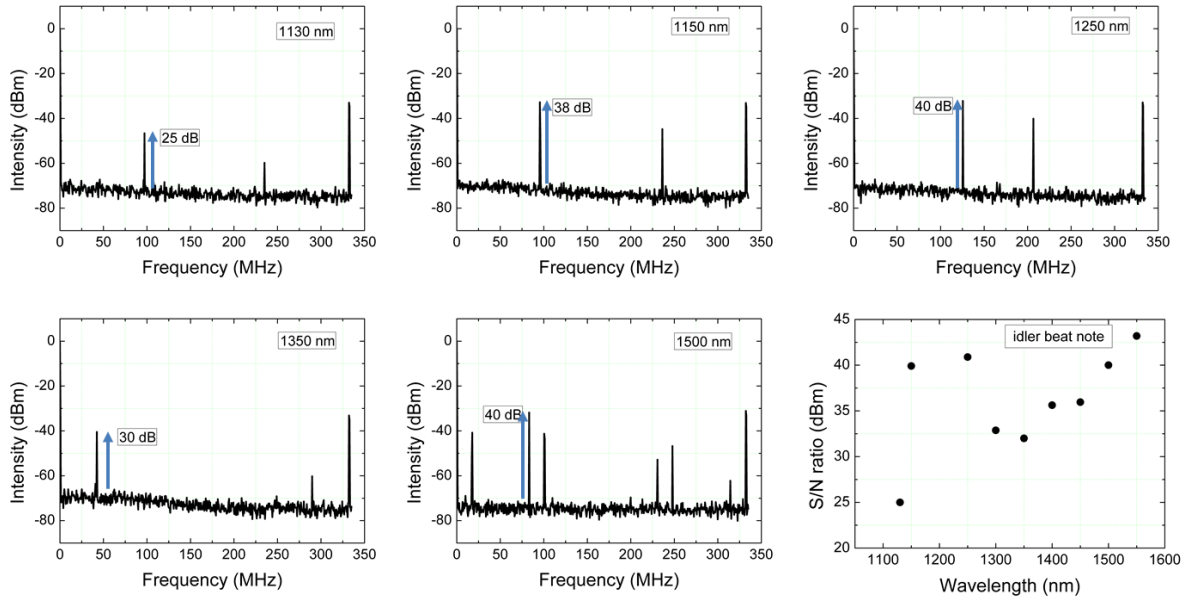 1130 nm
0
-20
-40
-60
-80
25 dB
Intensity (dBm)
0 50 100 150 200 250 300 350
Frequency (MHz)
1150 nm
0
-20
-40
-60
-80
38 dB
Intensity (dBm)
0 50 100 150 200 250 300 350
Frequency (MHz)
1250 nm
0
-20
-40
-60
-80
40 dB
Intensity (dBm)
0 50 100 150 200 250 300 350
Frequency (MHz)
1350 nm
0
-20
-40
-60
-80
30 dB
Intensity (dBm)
0 50 100 150 200 250 300 350
Frequency (MHz)
1500 nm
0
-20
-40
-60
-80
40 dB
Intensity (dBm)
0 50 100 150 200 250 300 350
Frequency (MHz)
idler beat note
45
40
35
30
25
20
S/N ratio (dBm)
1100 1200 1300 1400 1500 1600
Wavelength (nm)